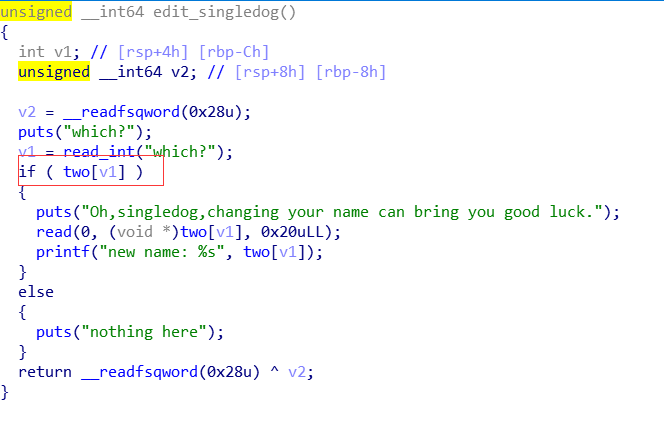 unsigned __int64 edit_singledog()
{
int v1; // [rsp+4h] [rbp-Ch]
unsigned __int64 v2; // [rsp+8h] [rbp-8h]
v2 = __readfsqword(0x28u);
puts("which?");
v1 = read_int("which?");
if ( two[v1] )
{
puts("Oh,singledog,changing your name can bring you good luck.");
read(0, (void *)two[v1], 0x20uLL);
printf("new name: %s", two[v1]);
}
else
{
puts("nothing here");
}
return __readfsqword(0x28u) ^ v2;
}